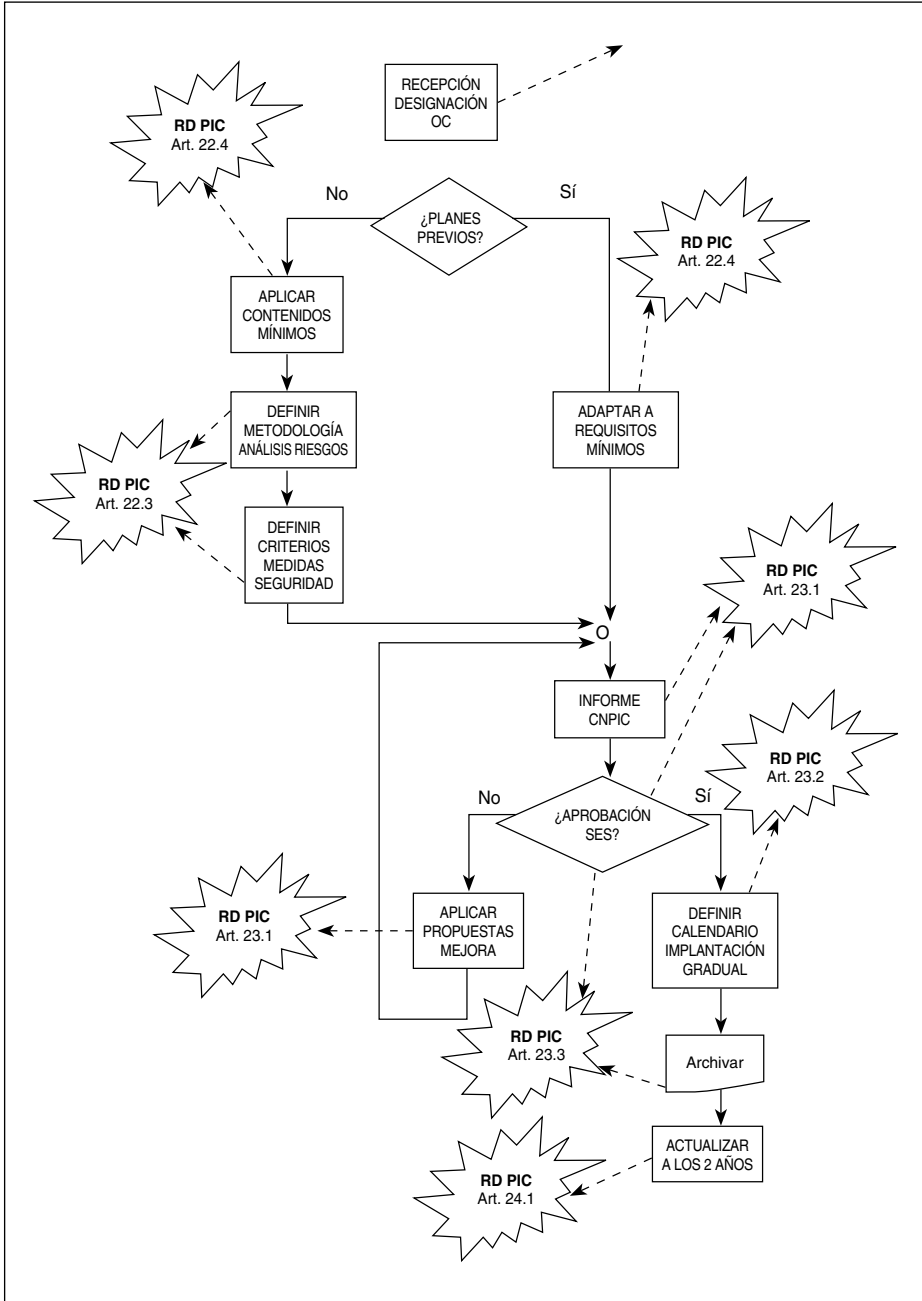 RECEPCIÓN
DESIGNACIÓN
OC
RD PIC
Art. 22.4
No
Sí
¿PLANES
PREVIOS?
RD PIC
Art. 22.4
APLICAR
CONTENIDOS
MÍNIMOS
DEFINIR
METODOLOGÍA
ANÁLISIS RIESGOS
ADAPTAR A
REQUISITOS
MÍNIMOS
RD PIC
Art. 22.3
DEFINIR
CRITERIOS
MEDIDAS
SEGURIDAD
RD PIC
Art. 23.1
O
INFORME
CNPIC
RD PIC
Art. 23.2
No
Sí
¿APROBACIÓN
SES?
RD PIC
Art. 23.1
APLICAR
PROPUESTAS
MEJORA
DEFINIR
CALENDARIO
IMPLANTACIÓN
GRADUAL
RD PIC
Art. 23.3
Archivar
ACTUALIZAR
A LOS 2 AÑOS
RD PIC
Art. 24.1